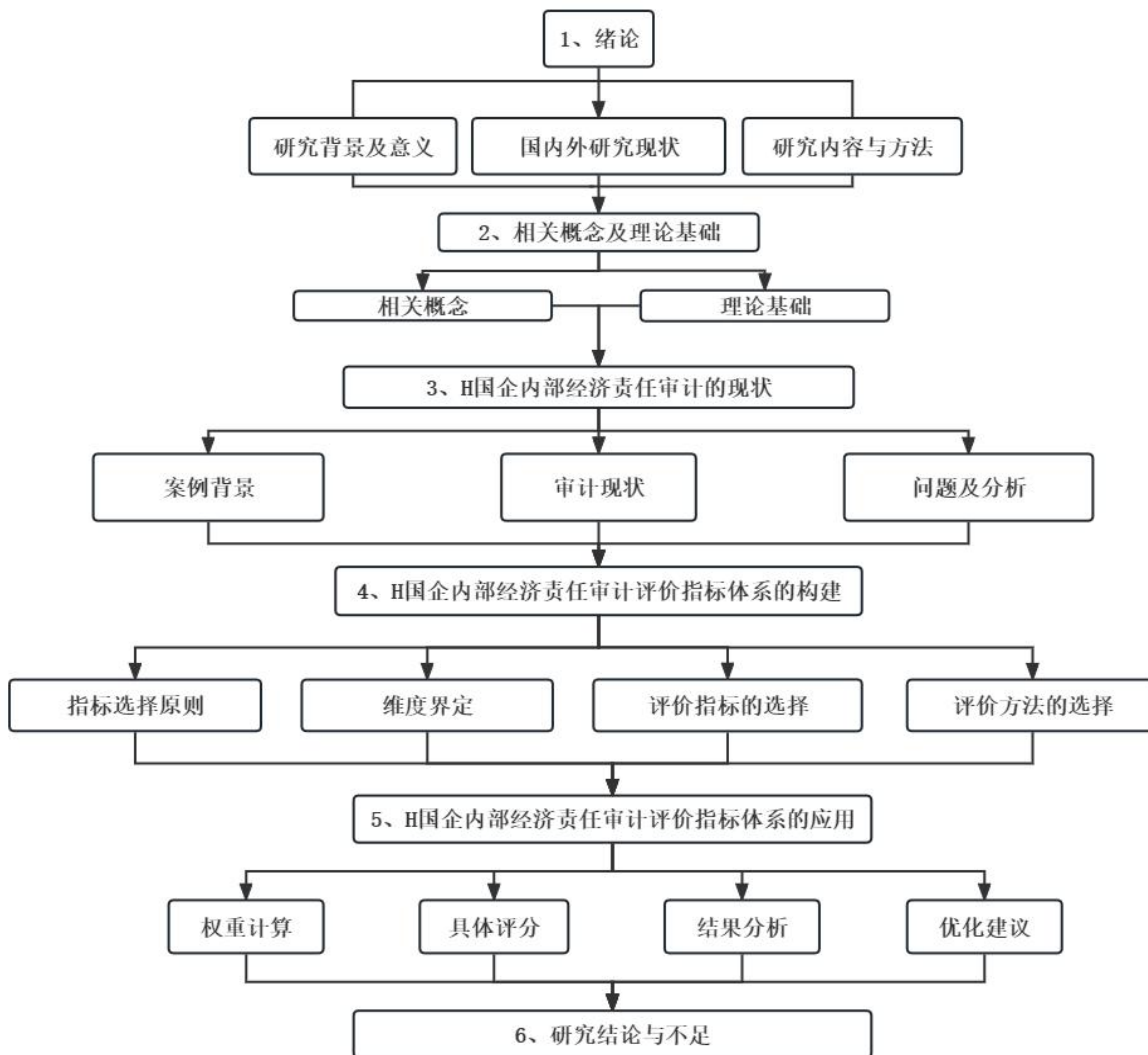 1、绪论
研究背景及意义
国内外研究现状
研究内容与方法
2、相关概念及理论基础
相关概念
理论基础
3、H国企内部经济责任审计的现状
案例背景
审计现状
问题及分析
4、H国企内部经济责任审计评价指标体系的构建
指标选择原则
维度界定
评价指标的选择
评价方法的选择
5、H国企内部经济责任审计评价指标体系的应用
权重计算
具体评分
结果分析
优化建议
6、研究结论与不足